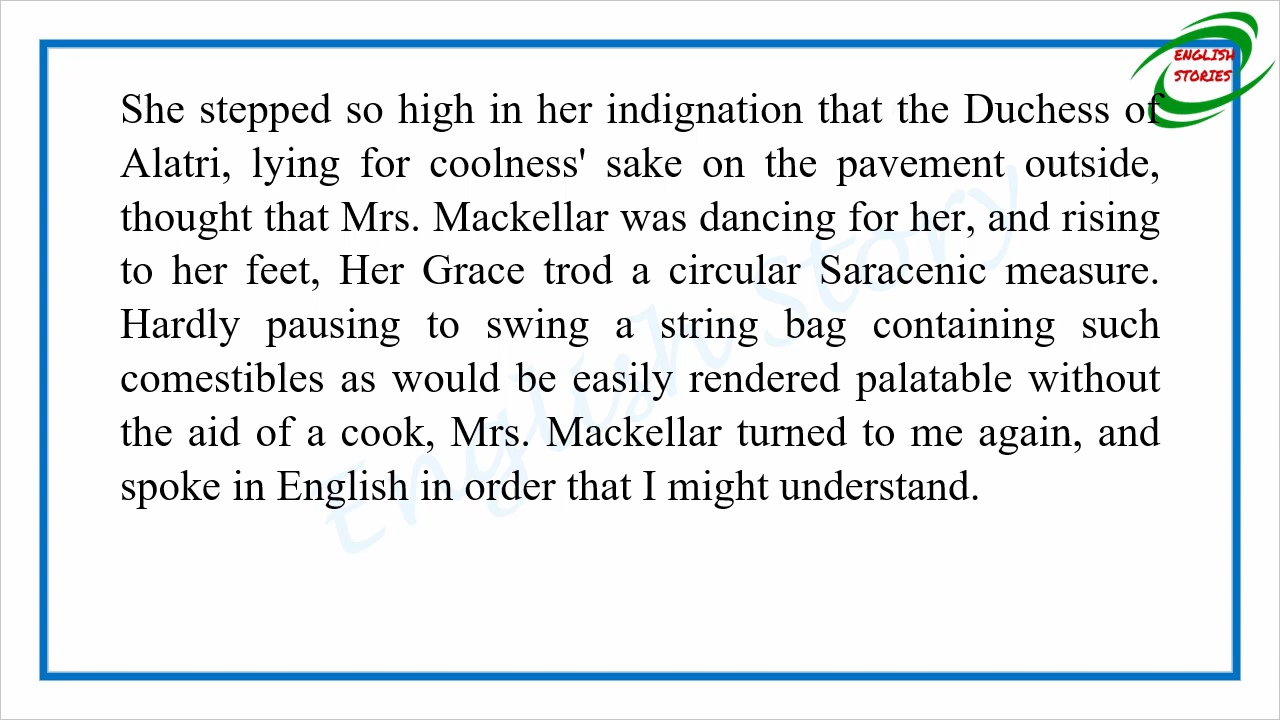 ENGLISH
STORIES
She stepped so high in her indignation that the Duchess of
Alatri, lying for coolness' sake on the pavement outside,
thought that Mrs. Mackellar was dancing for her, and rising
to her feet, Her Grace trod a circular Saracenic measure.
Hardly pausing to swing a string bag containing such
comestibles as would be easily rendered palatable without
the aid of a cook, Mrs. Mackellar turned to me again, and
spoke in English in order that I might understand.
English Story